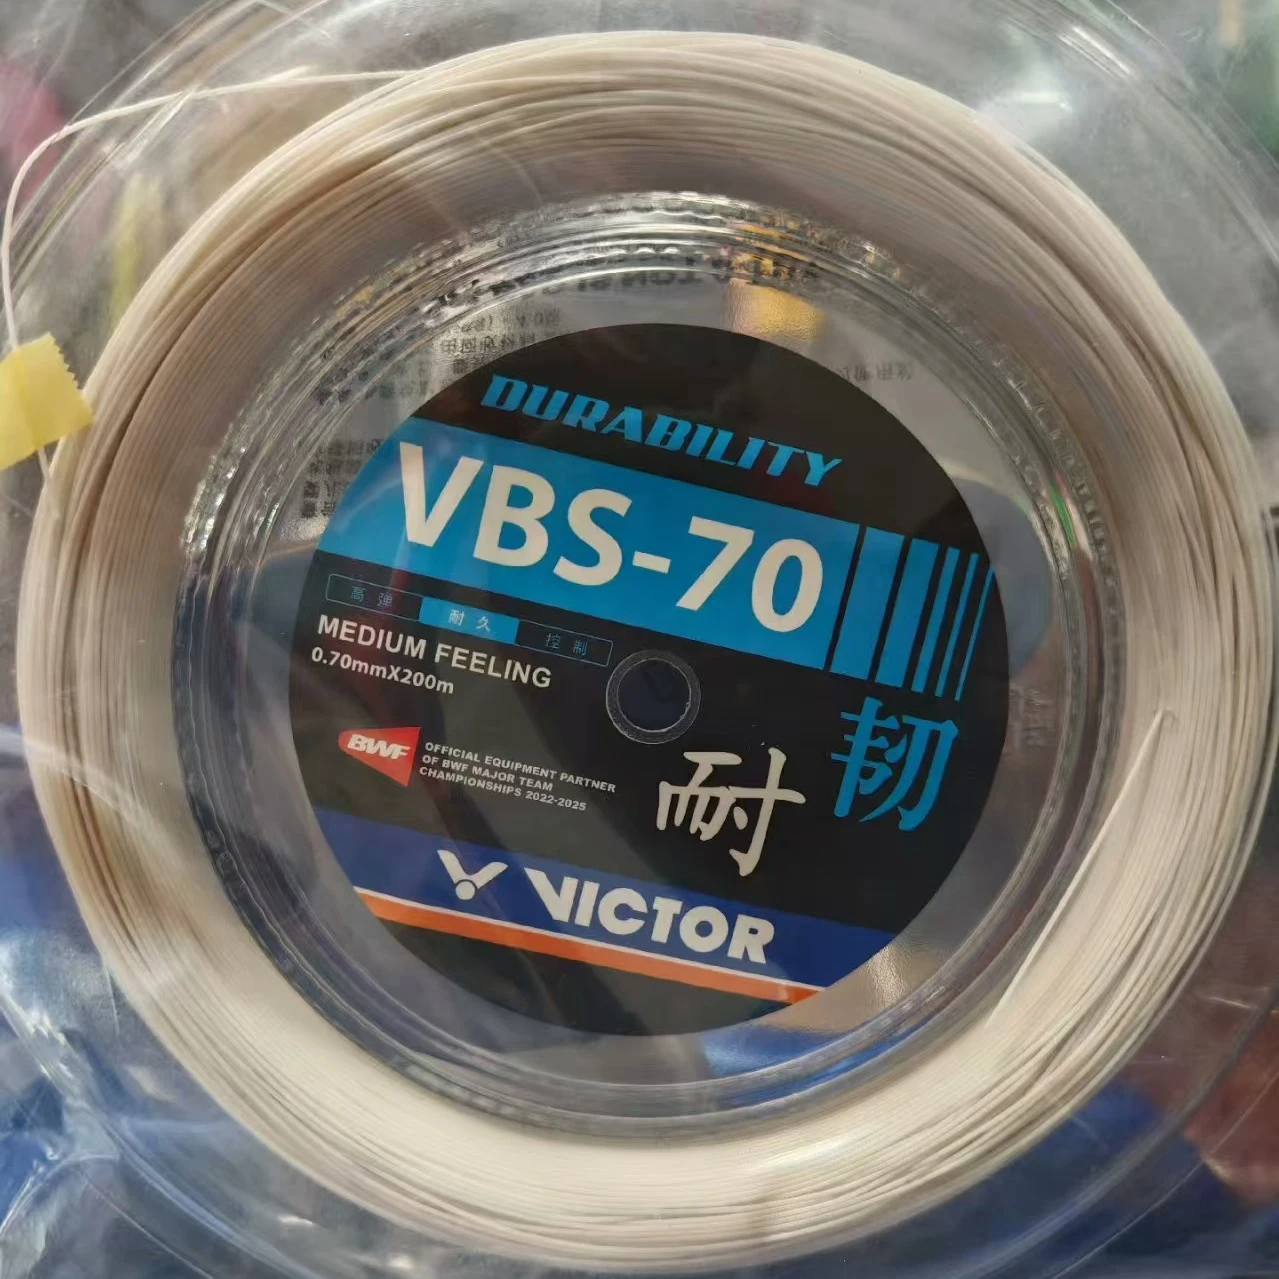 DURABILITY
VBS-70
高 强 耐 久 控 制
MEDIUM FEELING
0.70mmX200m
BWF
OFFICIAL EQUIPMENT PARTNER
OF BWF MAJOR TEAM
CHAMPIONSHIPS 2022-2025
耐 韧
VICTOR